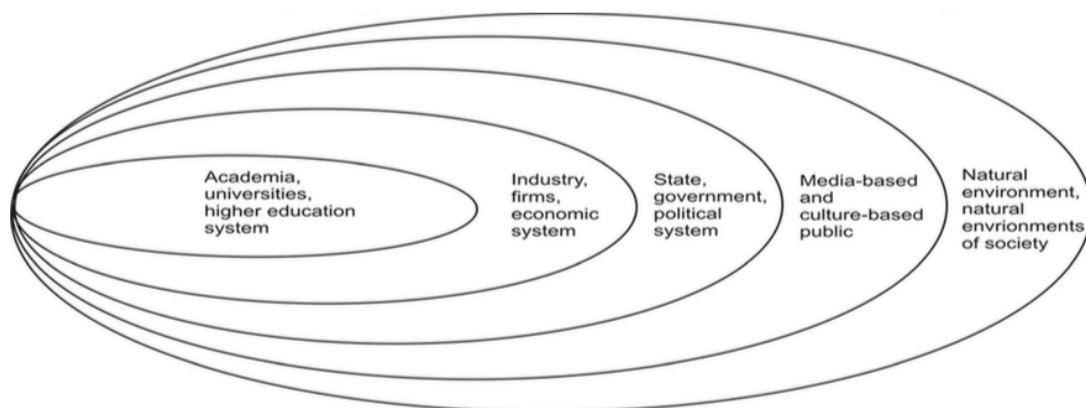 Academia,
universities,
higher education
system
Industry,
firms,
economic
system
State,
government,
political
system
Media-based
and
culture-based
public
Natural
environment,
natural
envrionments
of society